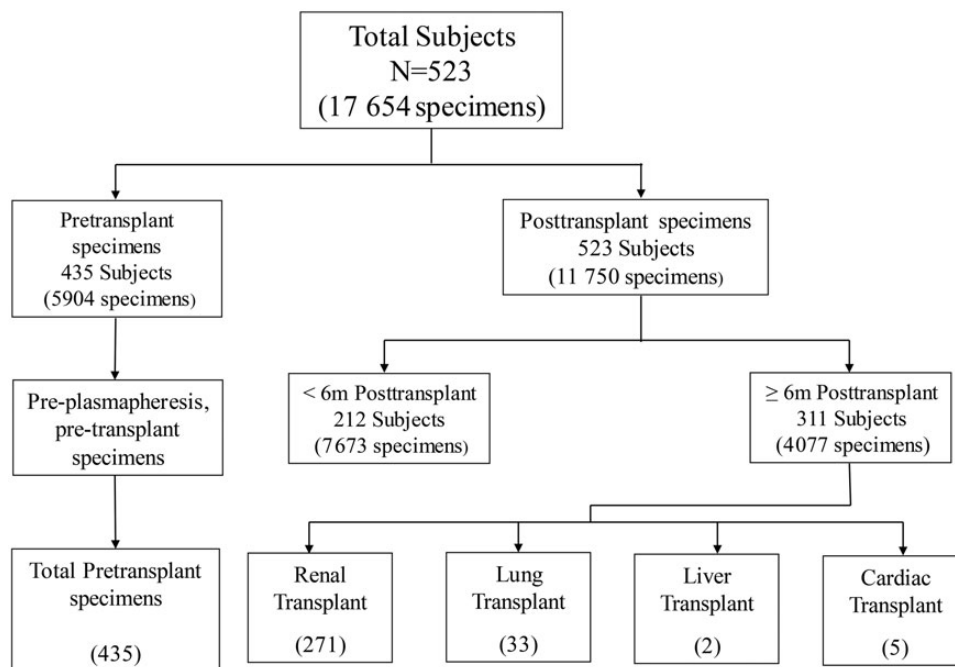 Total Subjects
N=523
(17 654 specimens)
Pretransplant
specimens
435 Subjects
(5904 specimens)
Posttransplant specimens
523 Subjects
(11 750 specimens)
Pre-plasmapheresis,
pre-transplant
specimens
< 6m Posttransplant
212 Subjects
(7673 specimens)
≥ 6m Posttransplant
311 Subjects
(4077 specimens)
Total Pretransplant
specimens
(435)
Renal
Transplant
(271)
Lung
Transplant
(33)
Liver
Transplant
(2)
Cardiac
Transplant
(5)